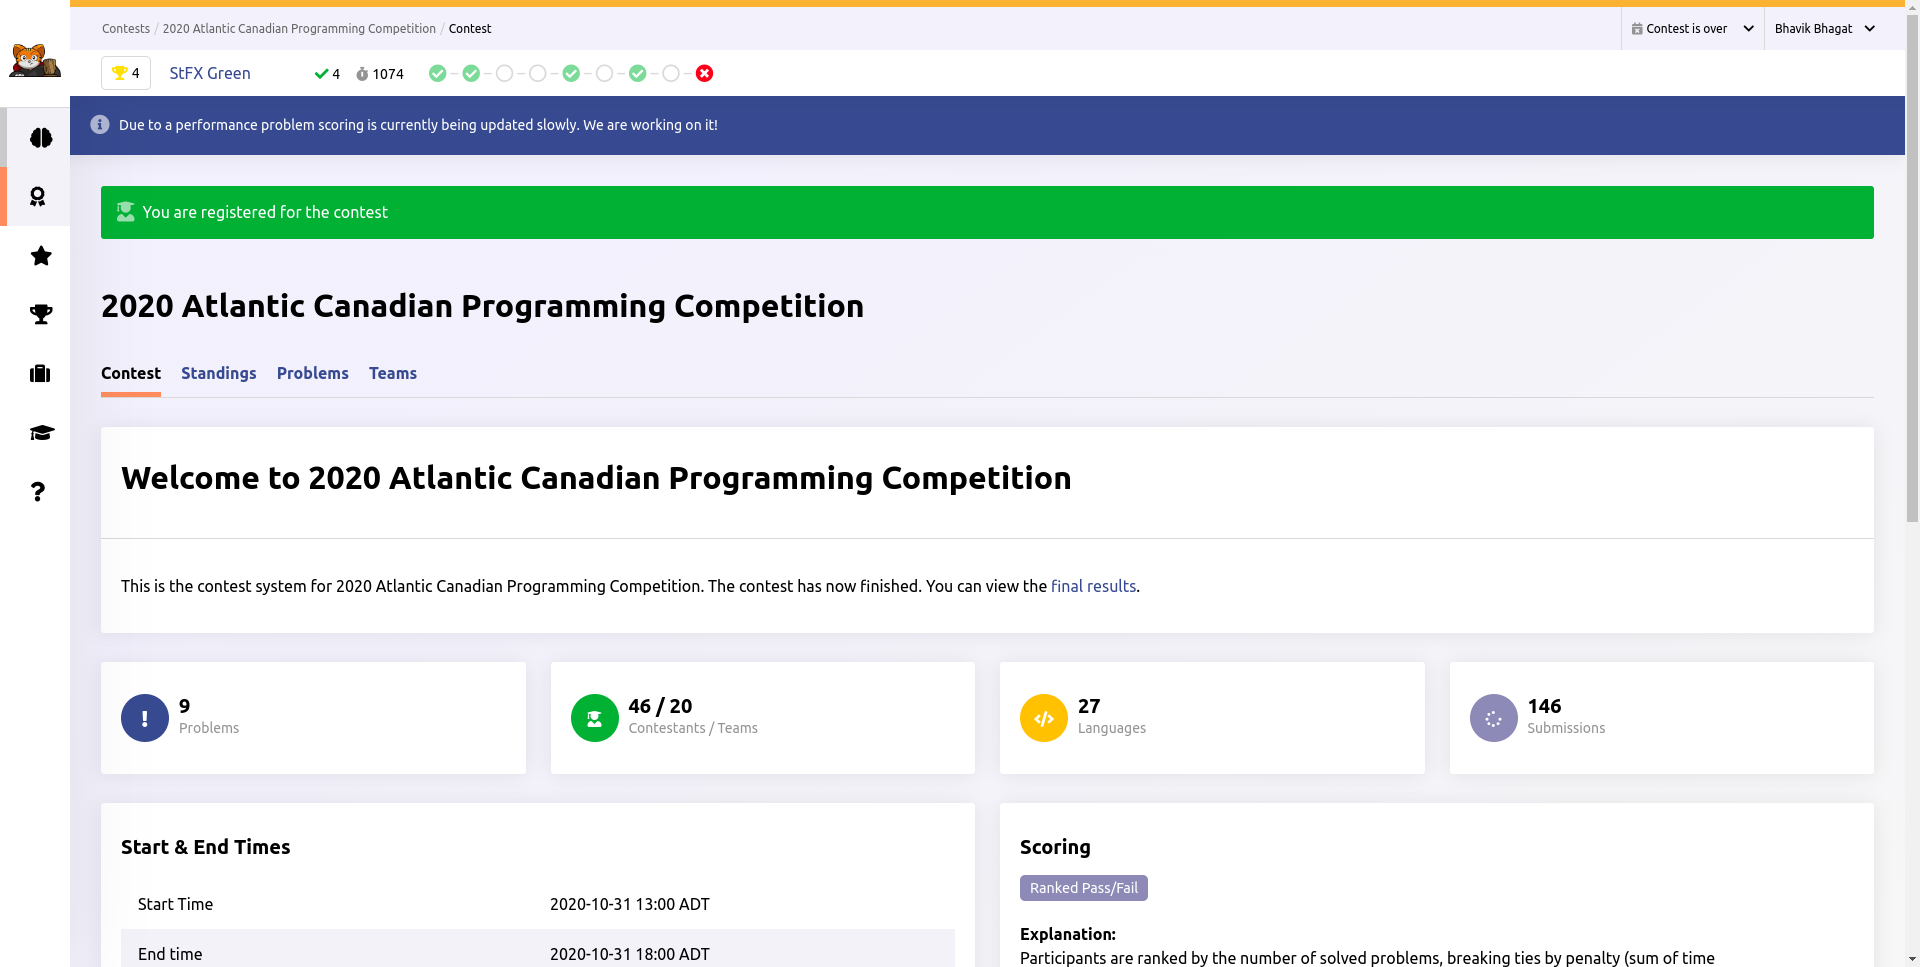 Contests / 2020 Atlantic Canadian Programming Competition / Contest
Contest is over
Bhavik Bhagat
4
StFX Green
4
1074
Due to a performance problem scoring is currently being updated slowly. We are working on it!
You are registered for the contest
2020 Atlantic Canadian Programming Competition
Contest Standings Problems Teams
Welcome to 2020 Atlantic Canadian Programming Competition
This is the contest system for 2020 Atlantic Canadian Programming Competition. The contest has now finished. You can view the final results.
9
Problems
46 / 20
Contestants / Teams
27
Languages
146
Submissions
Start & End Times
Start Time 2020-10-31 13:00 ADT
End time 2020-10-31 18:00 ADT
Scoring
Ranked Pass/Fail
Explanation:
Participants are ranked by the number of solved problems, breaking ties by penalty (sum of time